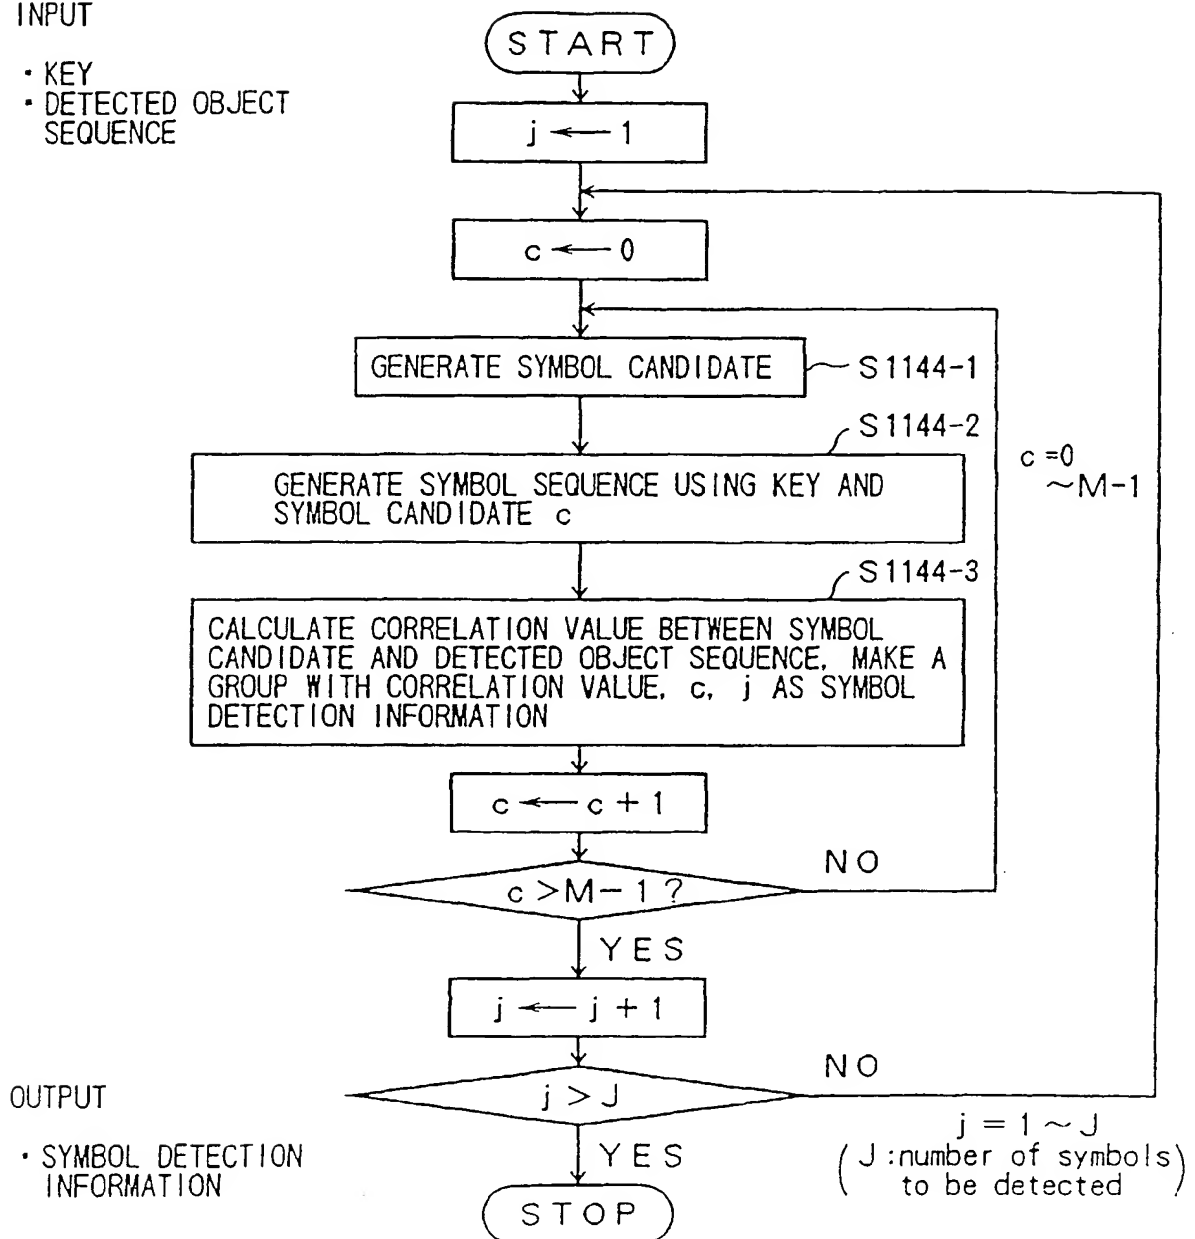 INPUT
・KEY
・DETECTED OBJECT
SEQUENCE
START
j ← 1
c ← 0
GENERATE SYMBOL CANDIDATE
S1144-1
S1144-2
GENERATE SYMBOL SEQUENCE USING KEY AND
SYMBOL CANDIDATE c
c =0
~M-1
S1144-3
CALCULATE CORRELATION VALUE BETWEEN SYMBOL
CANDIDATE AND DETECTED OBJECT SEQUENCE, MAKE A
GROUP WITH CORRELATION VALUE, c, j AS SYMBOL
DETECTION INFORMATION
c ← c + 1
c > M - 1 ?
NO
YES
j ← j + 1
j > J
NO
YES
j = 1 ~ J
(J :number of symbols
to be detected)
OUTPUT
・SYMBOL DETECTION
INFORMATION
STOP